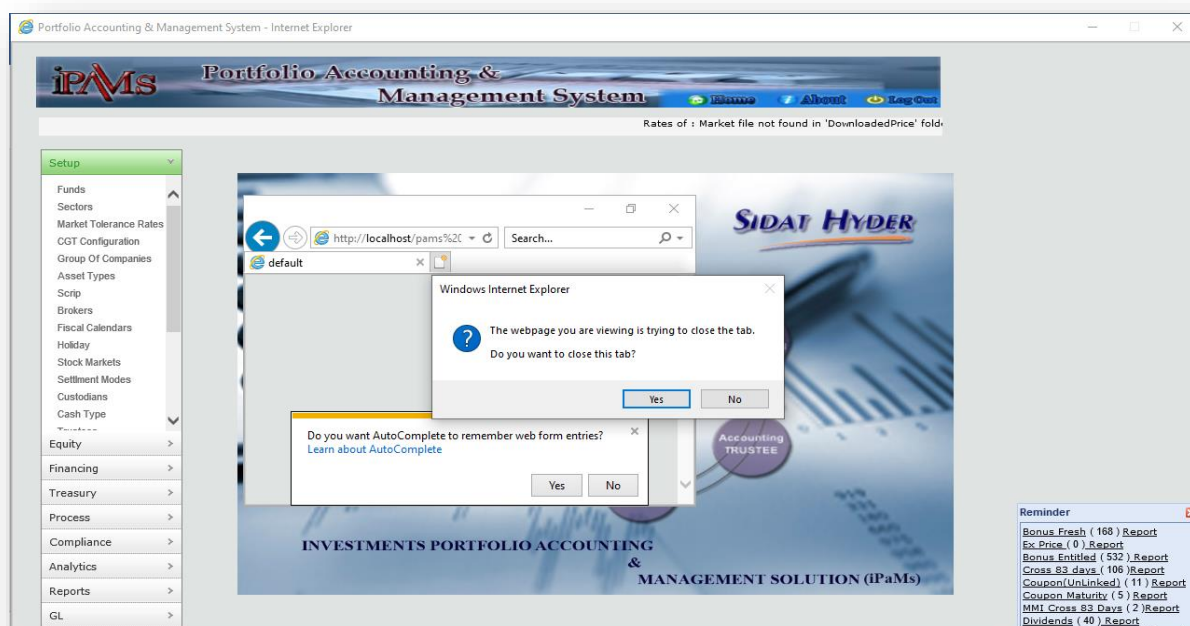 Portfolio Accounting & Management System - Internet Explorer
iPAMs
Portfolio Accounting &
Management System
Home About Log Out
Rates of : Market file not found in 'DownloadedPrice' fold
Setup
Funds
Sectors
Market Tolerance Rates
CGT Configuration
Group Of Companies
Asset Types
Scrip
Brokers
Fiscal Calendars
Holiday
Stock Markets
Settlment Modes
Custodians
Cash Type
Equity
Financing
Treasury
Process
Compliance
Analytics
Reports
GL
SIDAT HYDER
http://localhost/pams%2
Search...
default
Windows Internet Explorer
The webpage you are viewing is trying to close the tab.
Do you want to close this tab?
Yes No
Do you want AutoComplete to remember web form entries?
Learn about AutoComplete
Yes No
Accounting
TRUSTEE
INVESTMENTS PORTFOLIO ACCOUNTING
&
MANAGEMENT SOLUTION (iPaMs)
Reminder
Bonus Fresh ( 168 ) Report
Ex Price ( 0 ) Report
Bonus Entitled ( 532 ) Report
Cross 83 days ( 106 )Report
Coupon(UnLinked) ( 11 ) Report
Coupon Maturity ( 5 ) Report
MMI Cross 83 Days ( 2 )Report
Dividends ( 40 ) Report